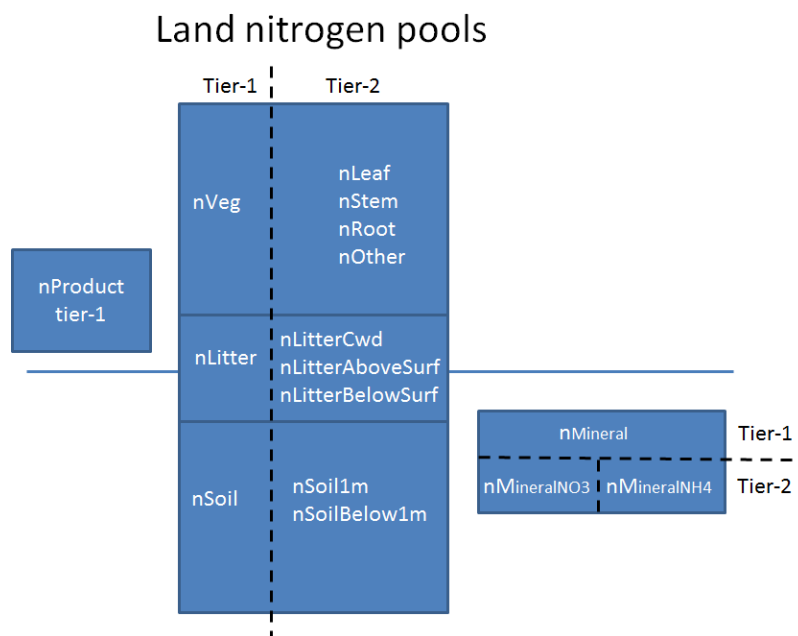 Land nitrogen pools
Tier-1
Tier-2
nVeg
nLeaf
nStem
nRoot
nOther
nProduct
tier-1
nLitter
nLitterCwd
nLitterAboveSurf
nLitterBelowSurf
nMineral
Tier-1
nMineralNO3
nMineralNH4
Tier-2
nSoil
nSoil1m
nSoilBelow1m